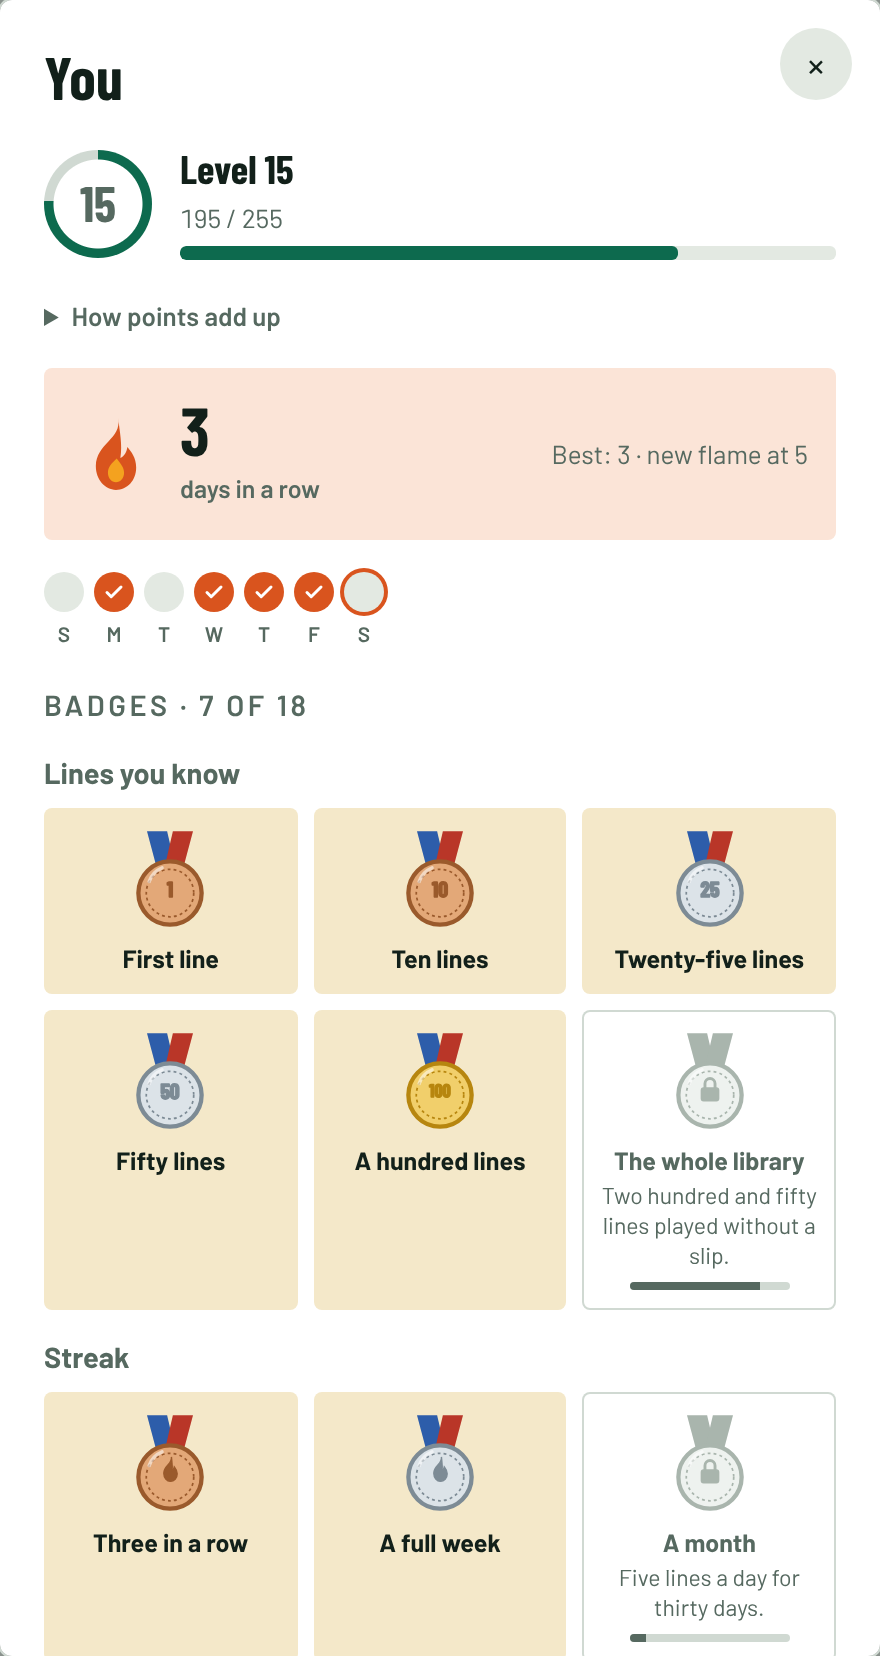 You
×
15
Level 15
195 / 255
How points add up
3
days in a row
Best: 3 · new flame at 5
S M T W T F S
BADGES · 7 OF 18
Lines you know
1
First line
10
Ten lines
25
Twenty-five lines
50
Fifty lines
100
A hundred lines
The whole library
Two hundred and fifty
lines played without a
slip.
Streak
Three in a row
A full week
A month
Five lines a day for
thirty days.